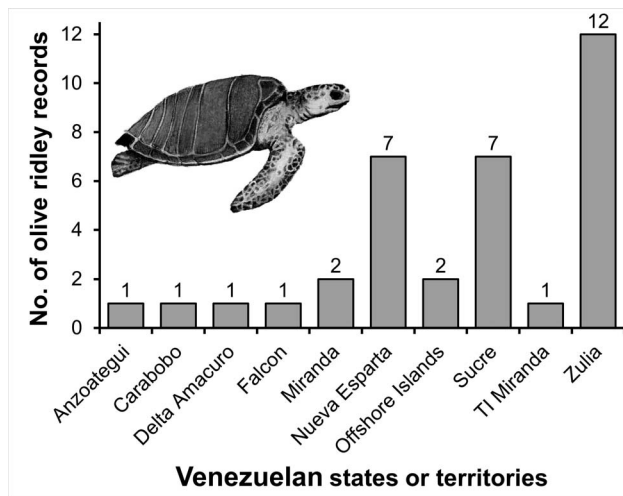 No. of olive ridley records
12
10
8
6
4
2
0
1
1
1
1
2
7
2
7
1
12
Anzoategui
Carabobo
Delta Amacuro
Falcon
Miranda
Nueva Esparta
Offshore Islands
Sucre
TI Miranda
Zulia
Venezuelan states or territories